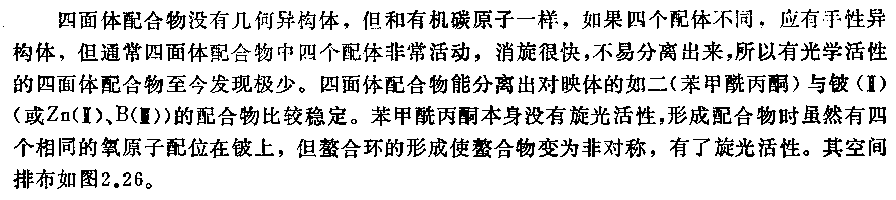 四面体配合物没有几何异构体，但和有机碳原子一样，如果四个配体不同，应有手性异
构体，但通常四面体配合物中四个配体非常活动，消旋很快，不易分离出来，所以有光学活性
的四面体配合物至今发现极少。四面体配合物能分离出对映体的如二(苯甲酰丙酮)与铍(Ⅱ)
(或Zn(Ⅱ)、B(Ⅲ))的配合物比较稳定。苯甲酰丙酮本身没有旋光活性，形成配合物时虽然有四
个相同的氧原子配位在铍上，但螯合环的形成使螯合物变为非对称，有了旋光活性。其空间
排布如图2.26。